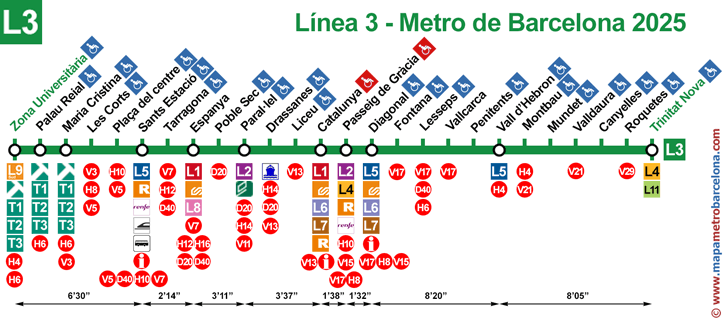 L3
Línea 3 - Metro de Barcelona 2025
Zona Universitària
Palau Reial
Maria Cristina
Les Corts
Plaça del centre
Sants Estació
Tarragona
Espanya
Poble Sec
Paral·lel
Drassanes
Liceu
Catalunya
Passeig de Gràcia
Diagonal
Fontana
Lesseps
Vallcarca
Penitents
Vall d'Hebron
Montbau
Mundet
Valldaura
Canyelles
Roquetes
Trinitat Nova
L3
L9 V3 H10 L5 V7 L1 D20 L2 V13 L1 L2 L5 V17 V17 V17 L5 H4 V21 V29 L4
T1 T1 H8 V5 R H12 H14 L6 L4 L6 D40 H4 V21 L11
T1 T2 T2 V5 renfe D40 L8 D20 D20 L6 R L7 H6
T2 T3 T3 V7 H14 V13 L7 renfe
T3 H6 H6 H12 H16 V11 R H10 i
H4 V3 i D20 D40 i V15 V17 H8 V15
H6 V5 D40 H10 V7 V17 H8
6'30" 2'14" 3'11" 3'37" 1'38" 1'32" 8'20" 8'05"
© www.mapametrobarcelona.com